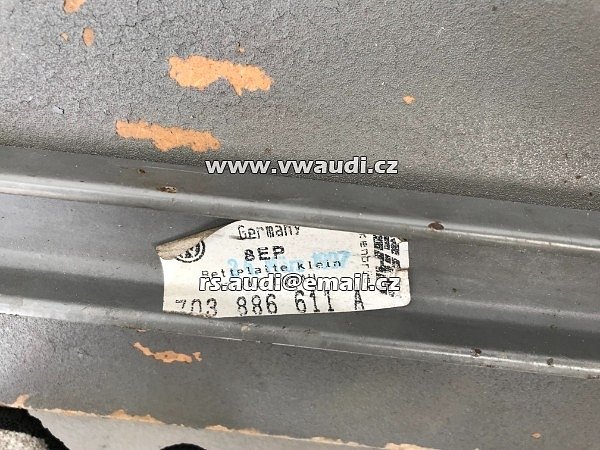 www.vwaudi.cz
Germany
8EP
Bettplatte klein
rs.audi@email.cz
703 886 611 A